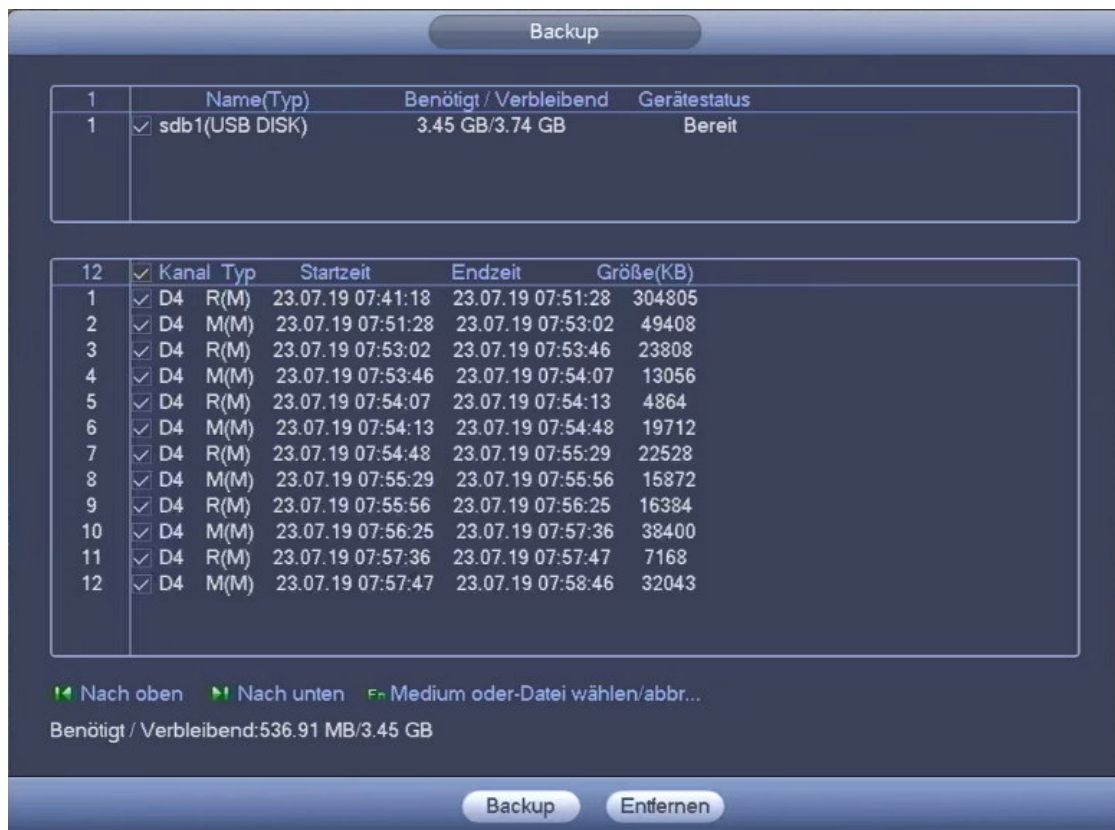 Backup
1 Name(Typ) Benötigt / Verbleibend Gerätestatus
1 sdb1(USB DISK) 3.45 GB/3.74 GB Bereit
12 Kanal Typ Startzeit Endzeit Größe(KB)
1 D4 R(M) 23.07.19 07:41:18 23.07.19 07:51:28 304805
2 D4 M(M) 23.07.19 07:51:28 23.07.19 07:53:02 49408
3 D4 R(M) 23.07.19 07:53:02 23.07.19 07:53:46 23808
4 D4 M(M) 23.07.19 07:53:46 23.07.19 07:54:07 13056
5 D4 R(M) 23.07.19 07:54:07 23.07.19 07:54:13 4864
6 D4 M(M) 23.07.19 07:54:13 23.07.19 07:54:48 19712
7 D4 R(M) 23.07.19 07:54:48 23.07.19 07:55:29 22528
8 D4 M(M) 23.07.19 07:55:29 23.07.19 07:55:56 15872
9 D4 R(M) 23.07.19 07:55:56 23.07.19 07:56:25 16384
10 D4 M(M) 23.07.19 07:56:25 23.07.19 07:57:36 38400
11 D4 R(M) 23.07.19 07:57:36 23.07.19 07:57:47 7168
12 D4 M(M) 23.07.19 07:57:47 23.07.19 07:58:46 32043
Nach oben Nach unten Fn Medium oder-Datei wählen/abbr...
Benötigt / Verbleibend:536.91 MB/3.45 GB
Backup Entfernen